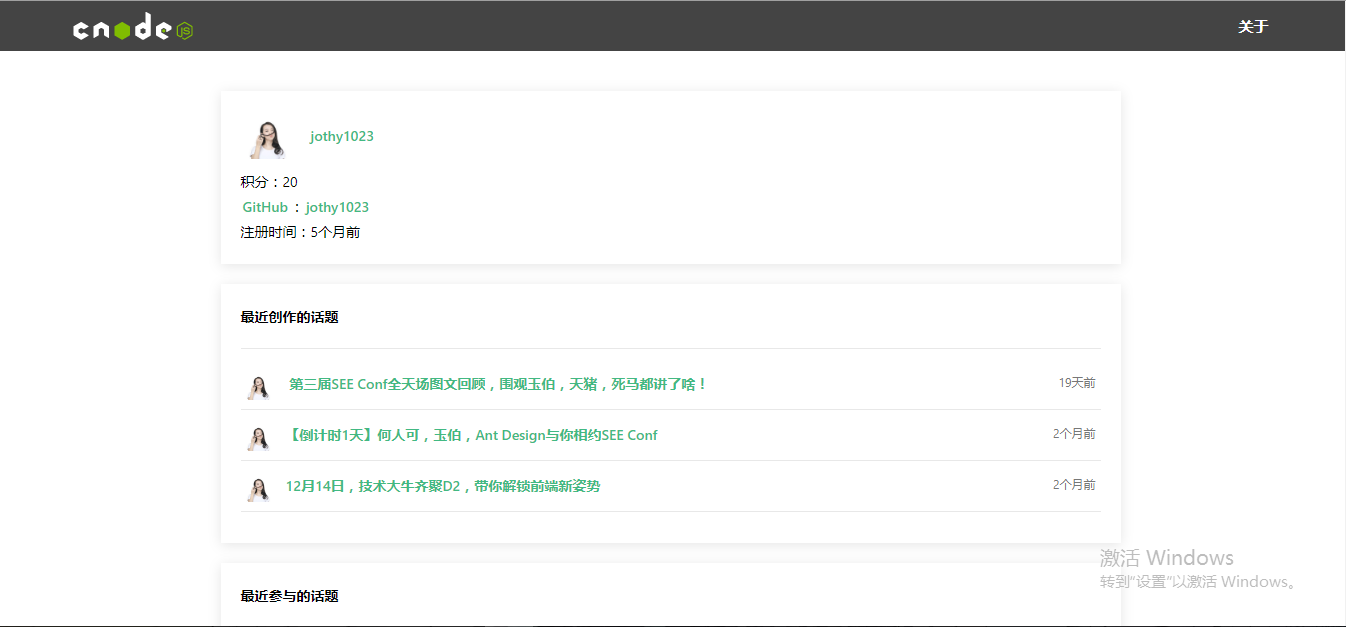 cnode JS
关于
jothy1023
积分：20
GitHub ： jothy1023
注册时间：5个月前
最近创作的话题
第三届SEE Conf全天场图文回顾，围观玉伯，天猪，死马都讲了啥！ 19天前
【倒计时1天】何人可，玉伯，Ant Design与你相约SEE Conf 2个月前
12月14日，技术大牛齐聚D2，带你解锁前端新姿势 2个月前
激活 Windows
转到“设置”以激活 Windows。
最近参与的话题